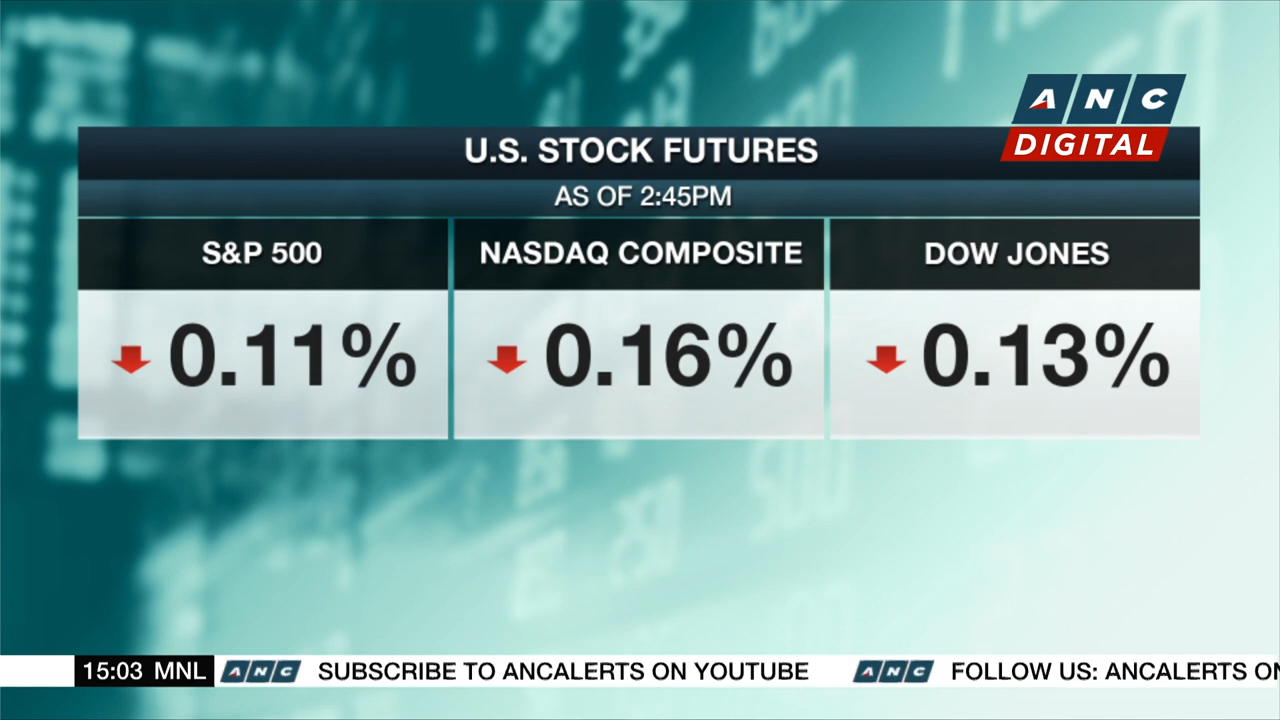 ANC
DIGITAL
U.S. STOCK FUTURES
AS OF 2:45PM
S&P 500
NASDAQ COMPOSITE
DOW JONES
0.11%
0.16%
0.13%
15:03 MNL ANC SUBSCRIBE TO ANCALERTS ON YOUTUBE ANC FOLLOW US: ANCALERTS ON